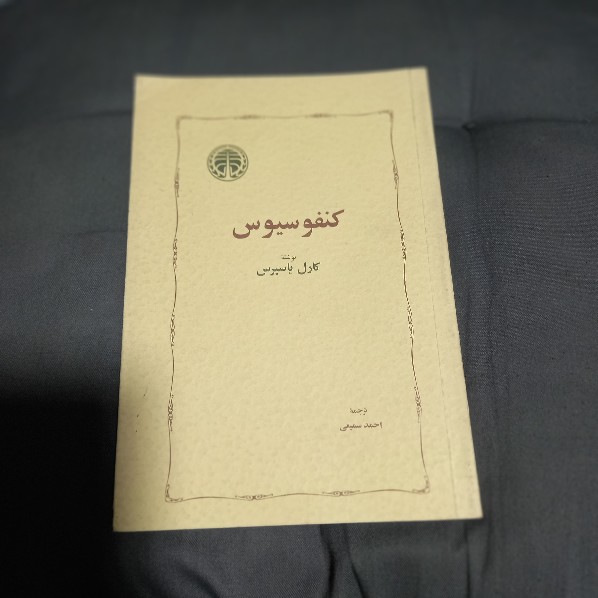 کنفوسیوس
نوشتهٔ
کارل یاسپرس
ترجمهٔ
احمد سمیعی